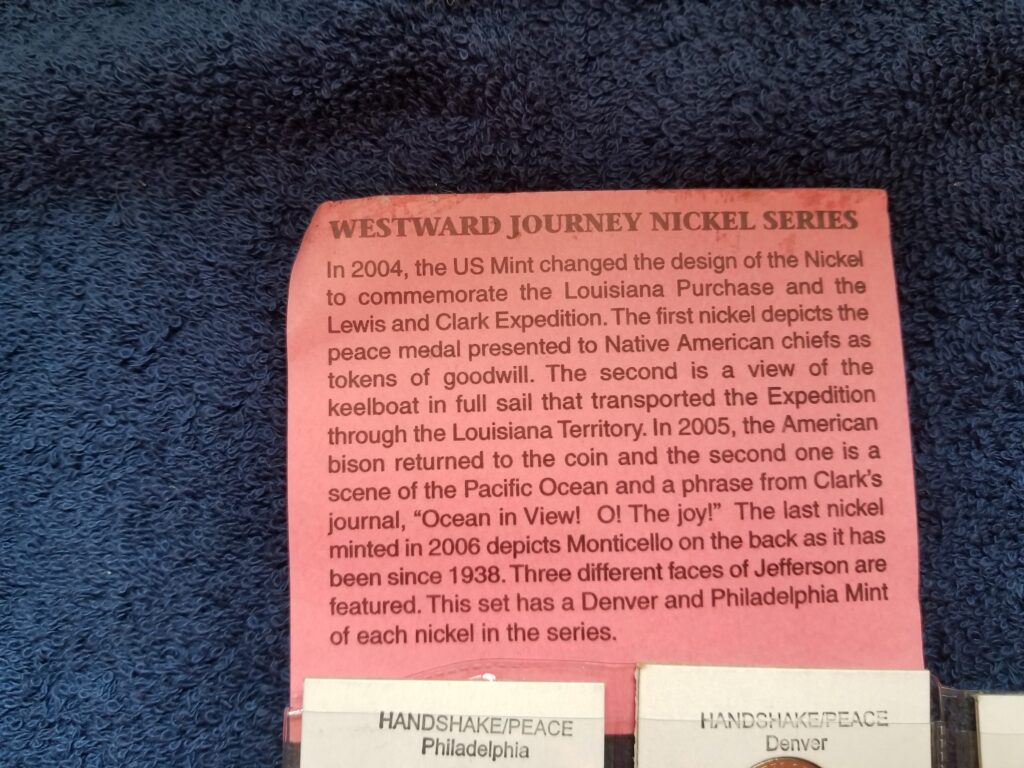 WESTWARD JOURNEY NICKEL SERIES
In 2004, the US Mint changed the design of the Nickel
to commemorate the Louisiana Purchase and the
Lewis and Clark Expedition. The first nickel depicts the
peace medal presented to Native American chiefs as
tokens of goodwill. The second is a view of the
keelboat in full sail that transported the Expedition
through the Louisiana Territory. In 2005, the American
bison returned to the coin and the second one is a
scene of the Pacific Ocean and a phrase from Clark's
journal, "Ocean in View! O! The joy!" The last nickel
minted in 2006 depicts Monticello on the back as it has
been since 1938. Three different faces of Jefferson are
featured. This set has a Denver and Philadelphia Mint
of each nickel in the series.
HANDSHAKE/PEACE
Philadelphia
HANDSHAKE/PEACE
Denver